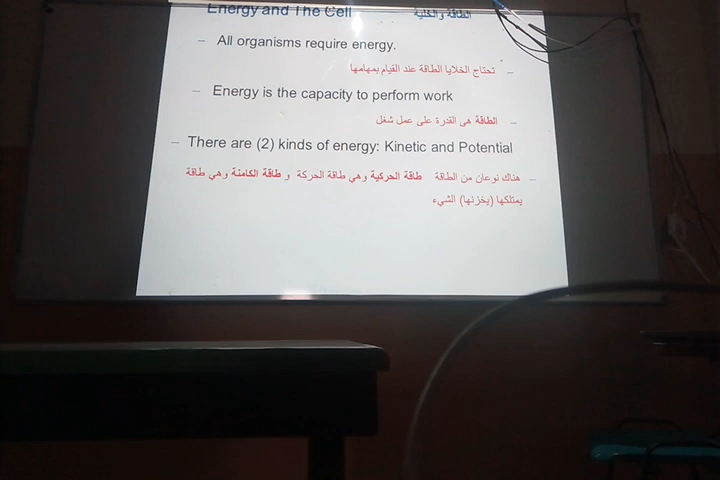 Energy and The Cell الطاقة والخلية
– All organisms require energy.
– تحتاج الخلايا الطاقة عند القيام بمهامها
– Energy is the capacity to perform work
– الطاقة هى القدرة على عمل شغل
– There are (2) kinds of energy: Kinetic and Potential
– هناك نوعان من الطاقة طاقة الحركية وهي طاقة الحركة و طاقة الكامنة وهي طاقة
يمتلكها (يخزنها) الشيء